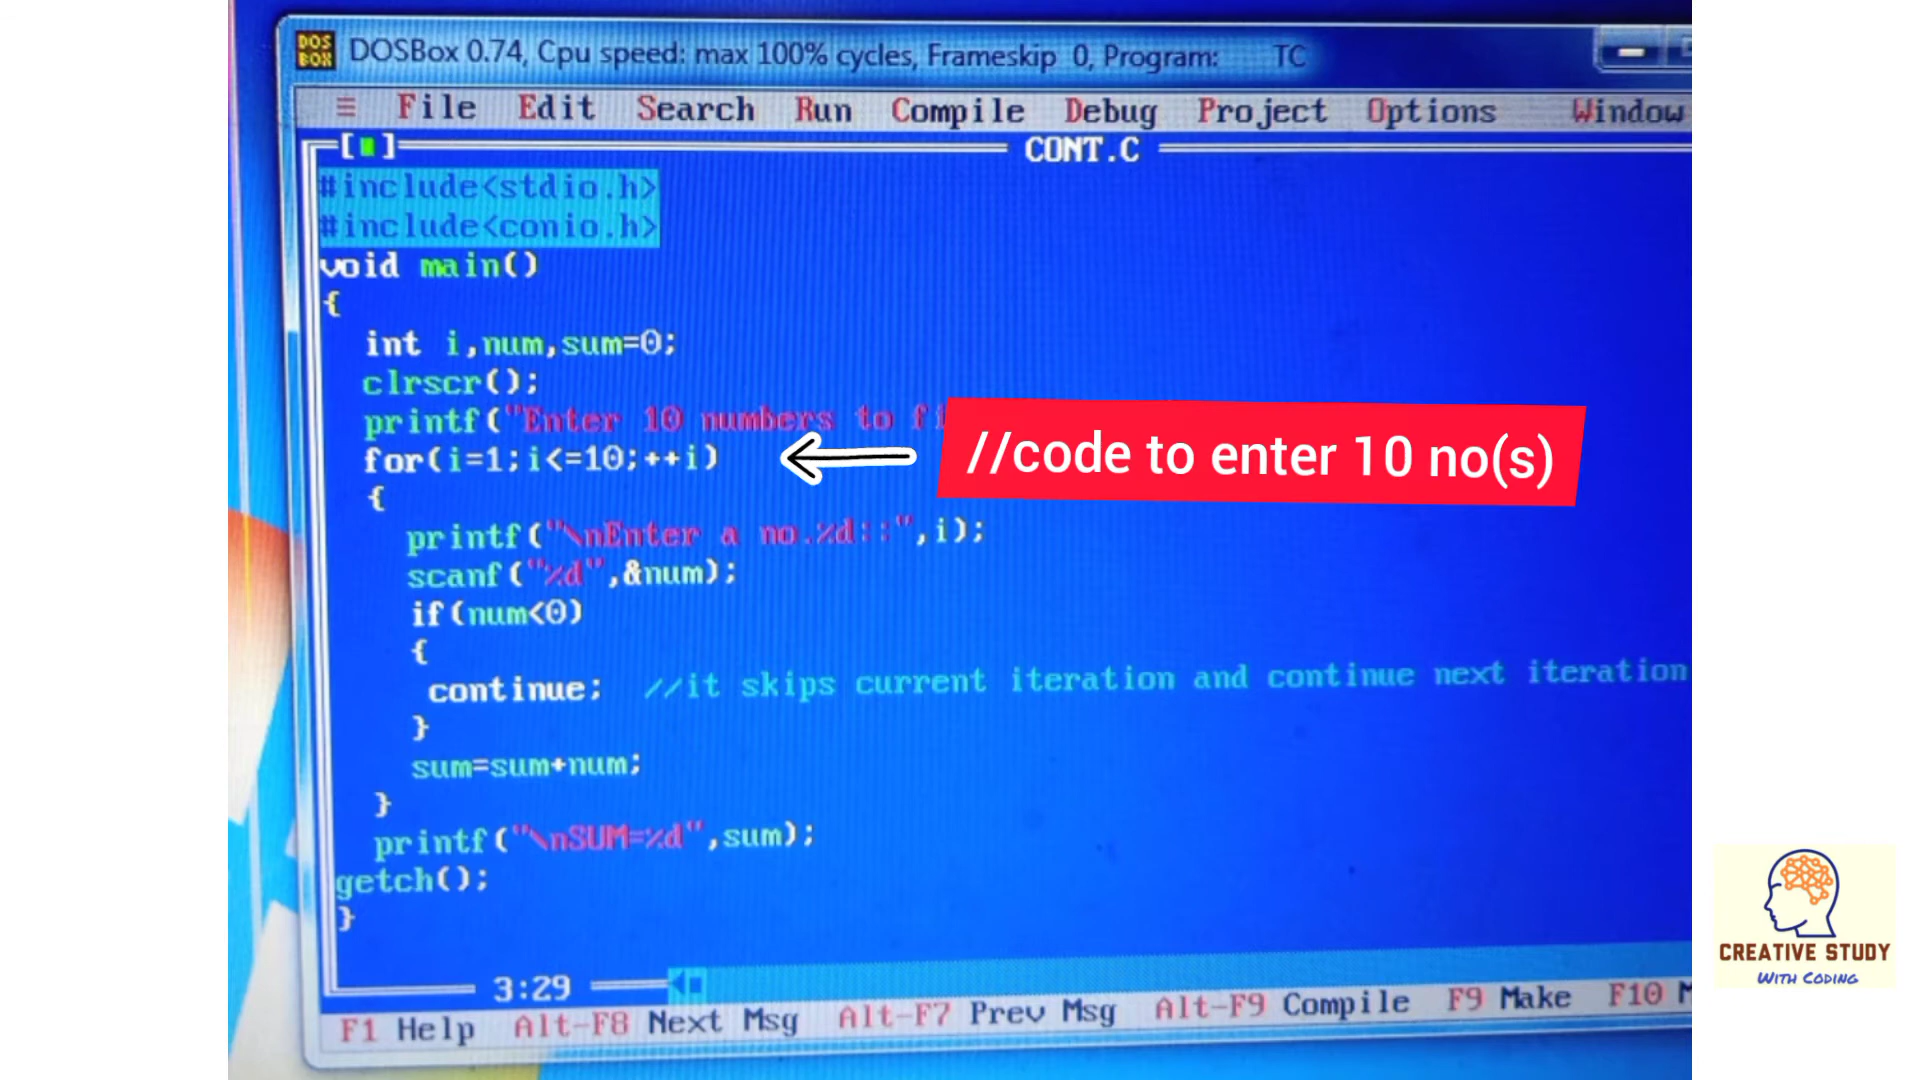 DOS
BOX
DOSBox 0.74, Cpu speed: max 100% cycles, Frameskip 0, Program: TC
≡ File Edit Search Run Compile Debug Project Options Window
[■] CONT.C
#include<stdio.h>
#include<conio.h>
void main()
{
int i,num,sum=0;
clrscr();
printf("Enter 10 numbers to
for(i=1;i<=10;++i)
//code to enter 10 no(s)
{
printf("\nEnter a no.%d::",i);
scanf("%d",&num);
if(num<0)
{
continue; //it skips current iteration and continue next iteration
}
sum=sum+num;
}
printf("\nSUM=%d",sum);
getch();
}
3:29
F1 Help Alt-F8 Next Msg Alt-F7 Prev Msg Alt-F9 Compile F9 Make F10
CREATIVE STUDY
WITH CODING